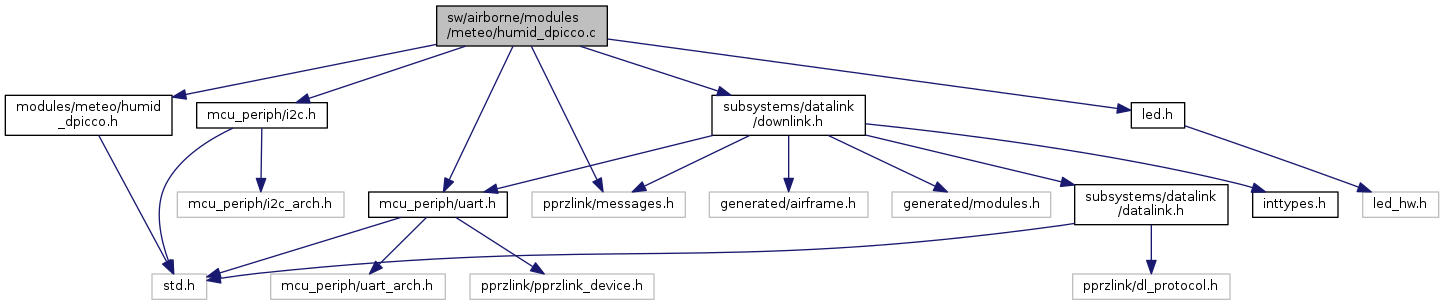 sw/airborne/modules
/meteo/humid_dpicco.c
modules/meteo/humid
_dpicco.h
mcu_periph/i2c.h
subsystems/datalink
/downlink.h
led.h
mcu_periph/i2c_arch.h
mcu_periph/uart.h
pprzlink/messages.h
generated/airframe.h
generated/modules.h
subsystems/datalink
/datalink.h
inttypes.h
led_hw.h
std.h
mcu_periph/uart_arch.h
pprzlink/pprzlink_device.h
pprzlink/dl_protocol.h